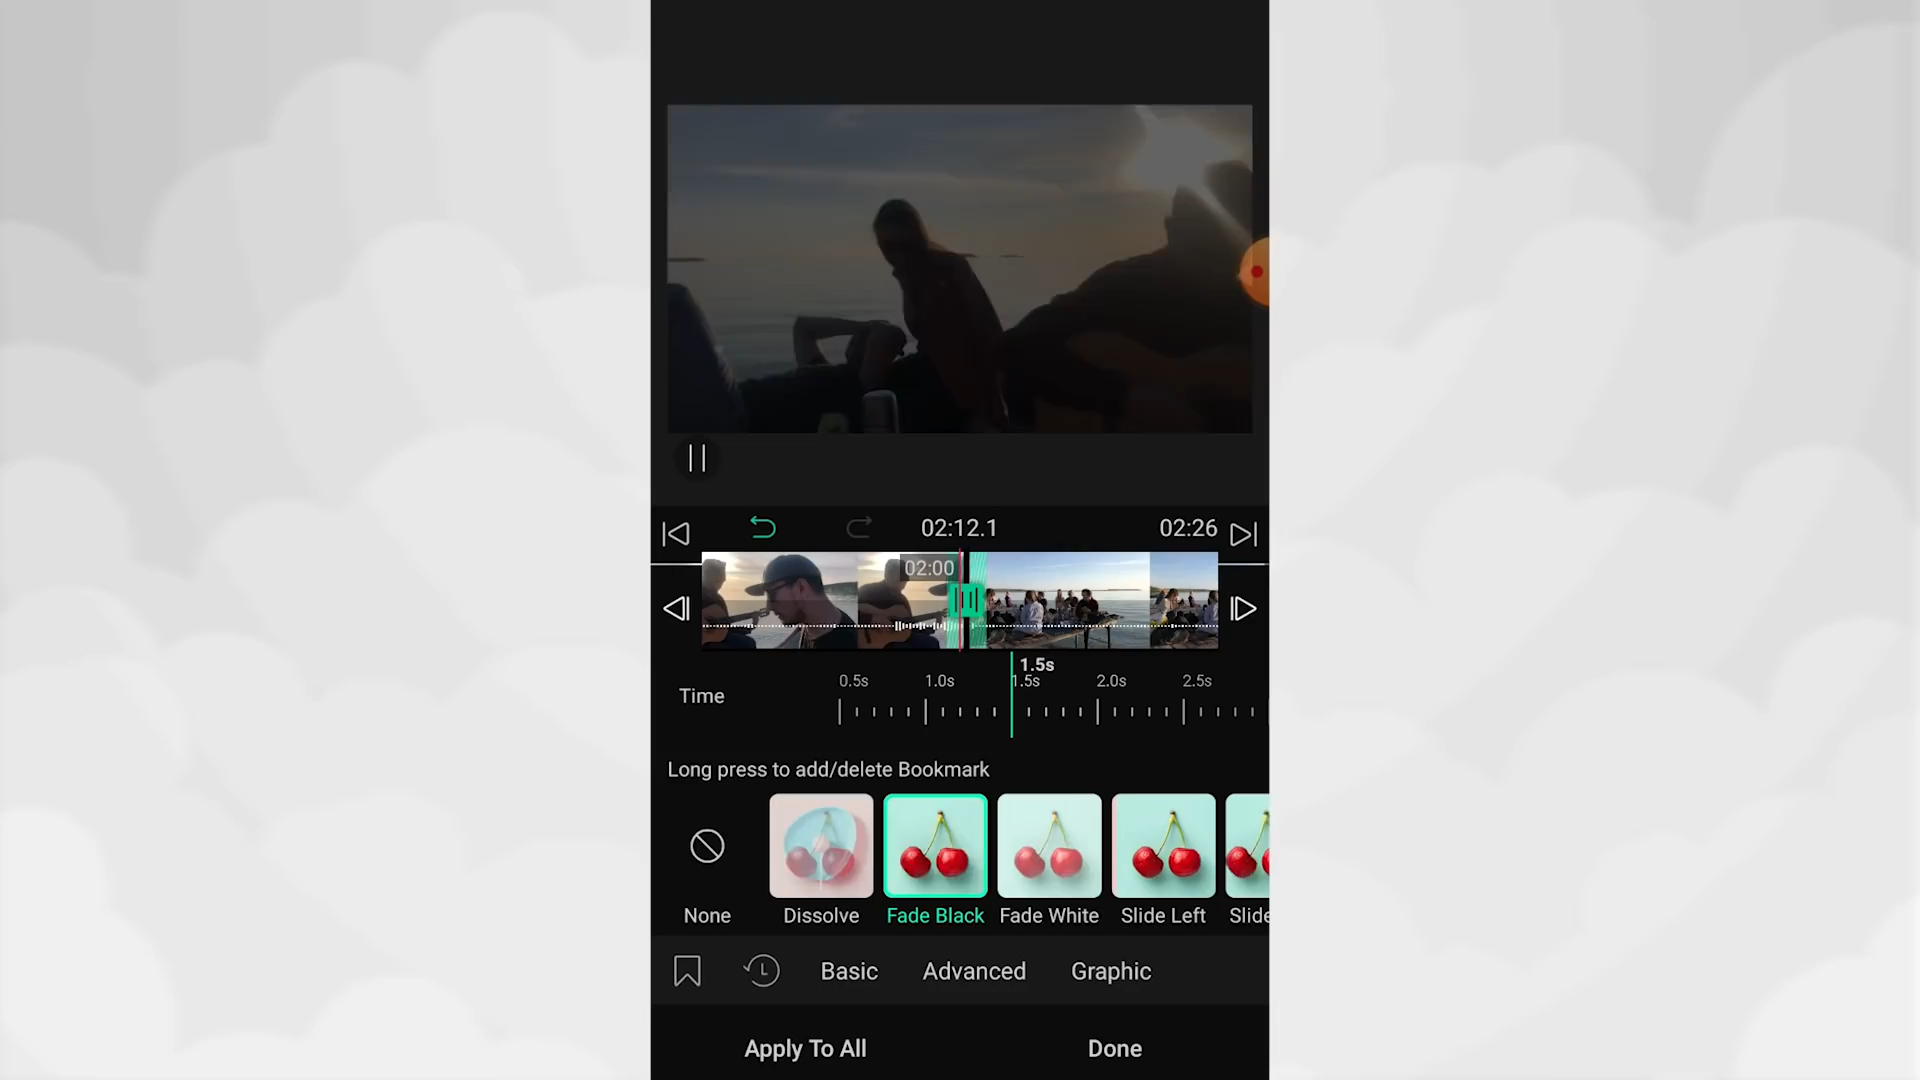 02:12.1
02:26
02:00
1.5s
Time
0.5s 1.0s 1.5s 2.0s 2.5s
Long press to add/delete Bookmark
None Dissolve Fade Black Fade White Slide Left Slide
Basic Advanced Graphic
Apply To All Done